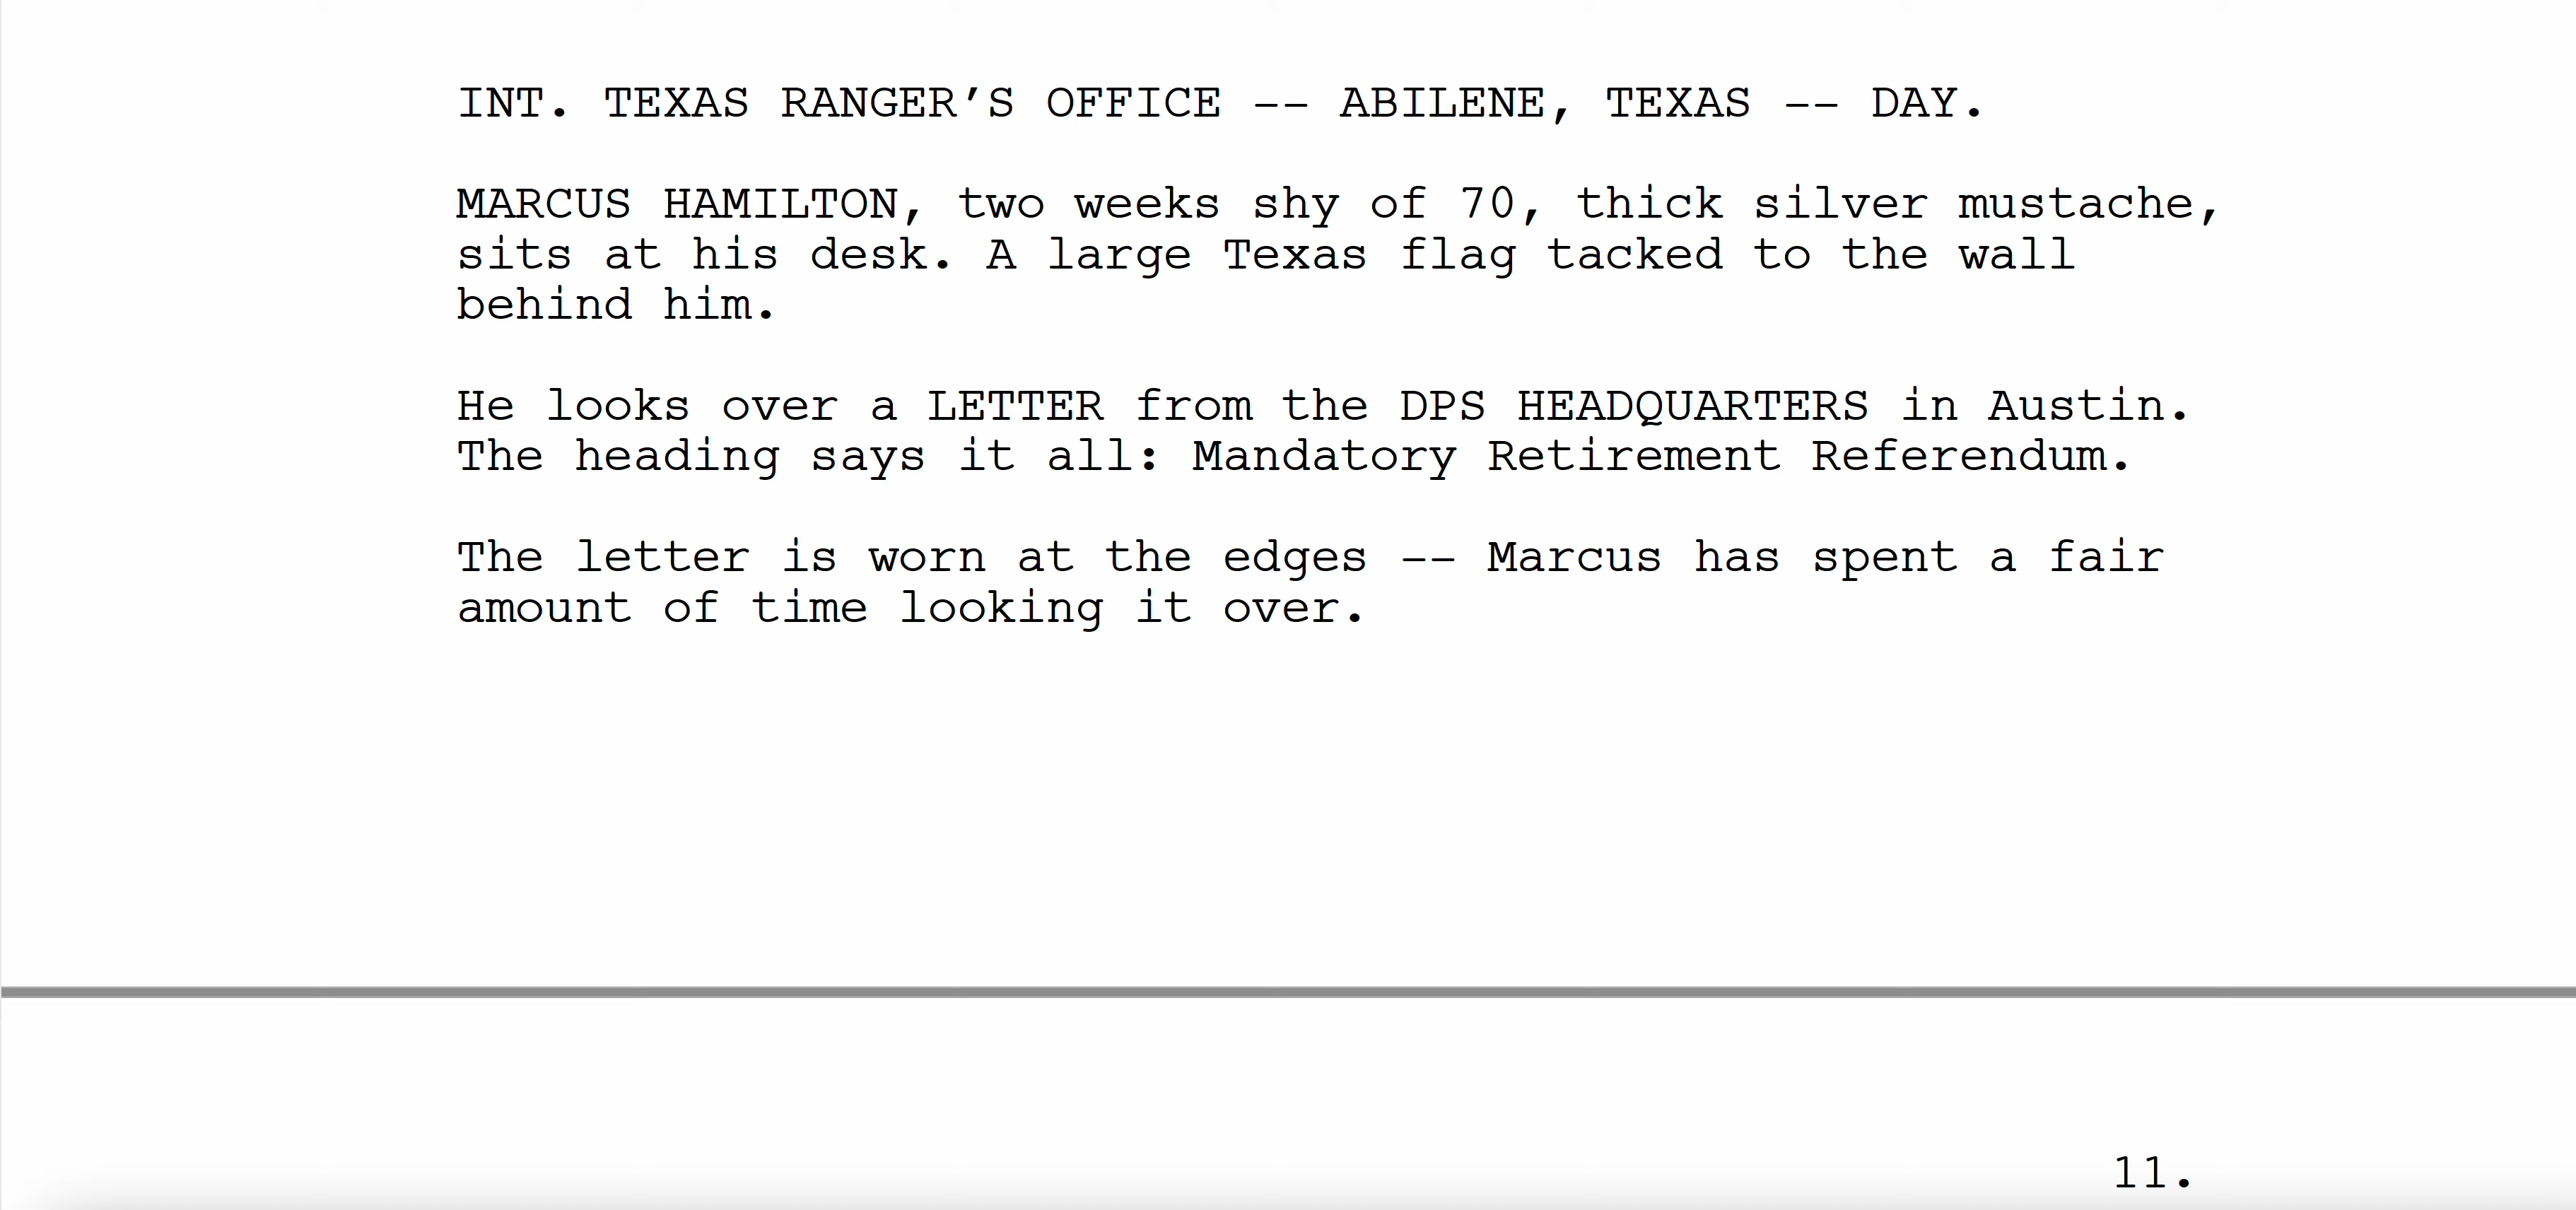 INT. TEXAS RANGER’S OFFICE -- ABILENE, TEXAS -- DAY.
MARCUS HAMILTON, two weeks shy of 70, thick silver mustache,
sits at his desk. A large Texas flag tacked to the wall
behind him.
He looks over a LETTER from the DPS HEADQUARTERS in Austin.
The heading says it all: Mandatory Retirement Referendum.
The letter is worn at the edges -- Marcus has spent a fair
amount of time looking it over.
11.